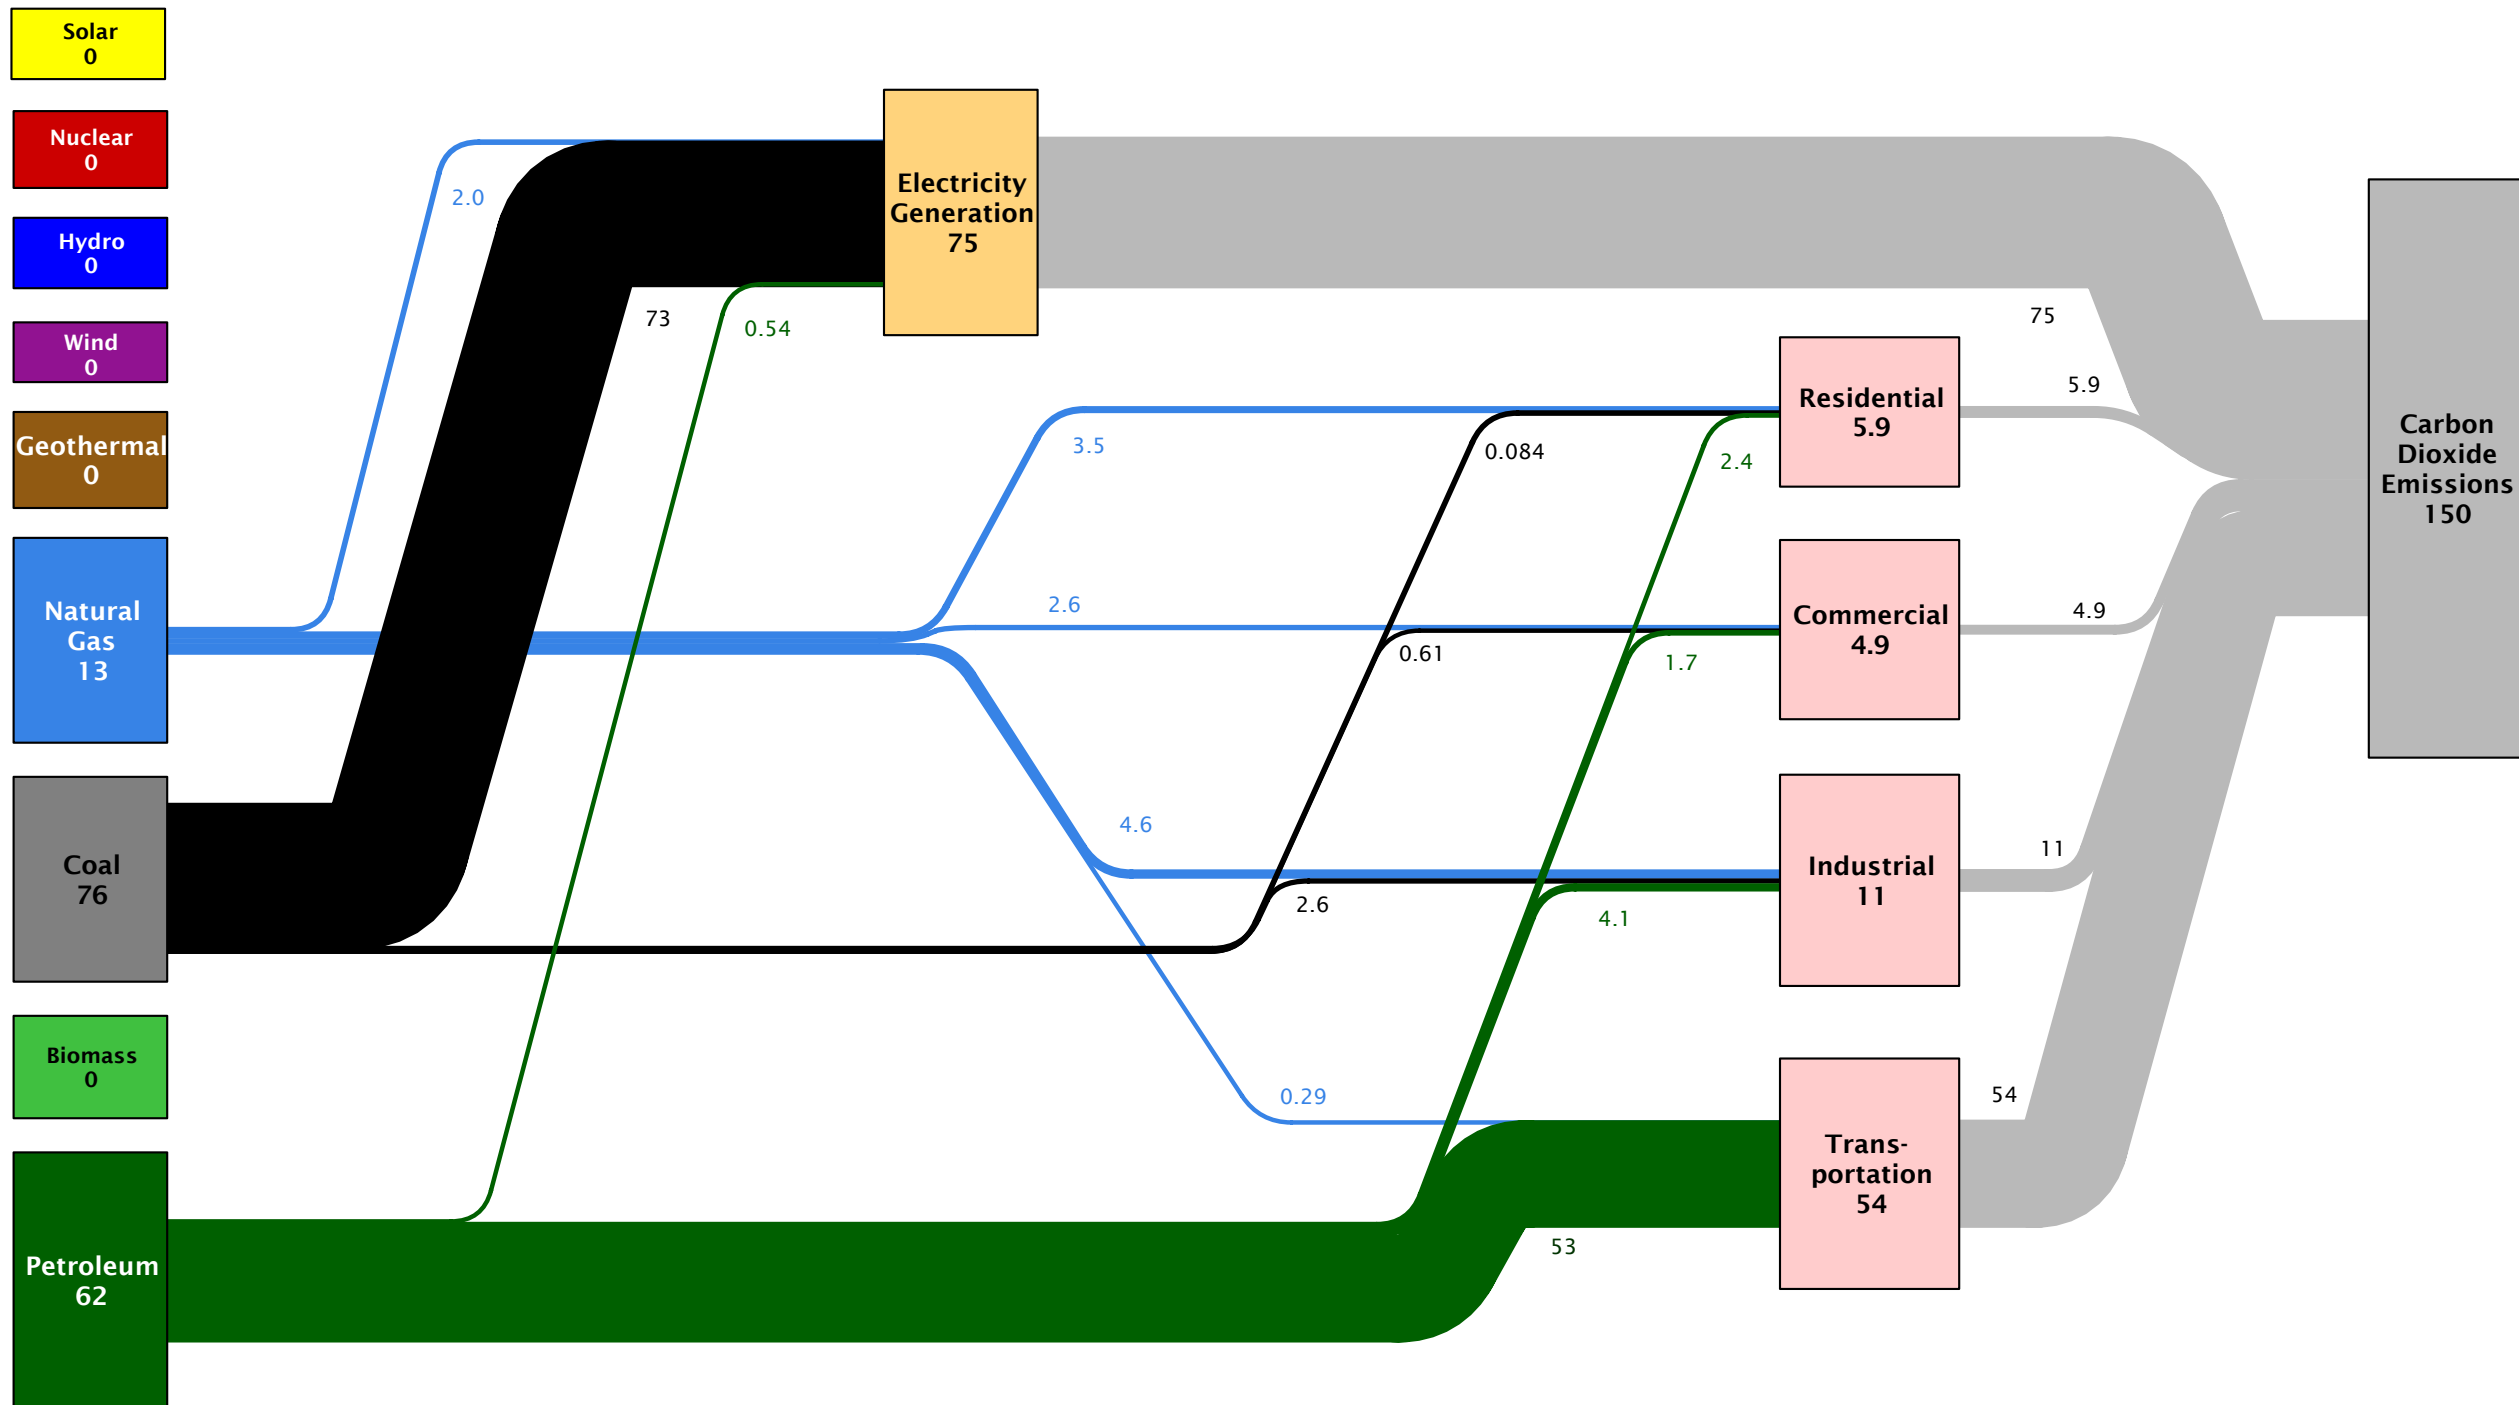 Solar
0
Nuclear
0
Hydro
0
Wind
0
Geothermal
0
Natural
Gas
13
Coal
76
Biomass
0
Petroleum
62
2.0
73
0.54
Electricity
Generation
75
3.5
2.6
4.6
0.29
0.084
0.61
2.6
2.4
1.7
4.1
53
Residential
5.9
Commercial
4.9
Industrial
11
Trans-
portation
54
75
5.9
4.9
11
54
Carbon
Dioxide
Emissions
150